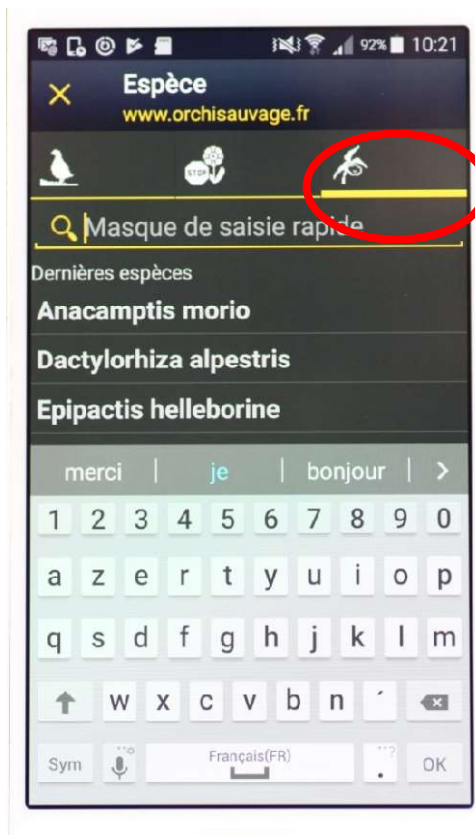 92% 10:21
Espèce
www.orchisauvage.fr
STOP
Masque de saisie rapide
Dernières espèces
Anacamptis morio
Dactylorhiza alpestris
Epipactis helleborine
merci je bonjour >
1 2 3 4 5 6 7 8 9 0
a z e r t y u i o p
q s d f g h j k l m
w x c v b n ´
Sym Français(FR) . OK